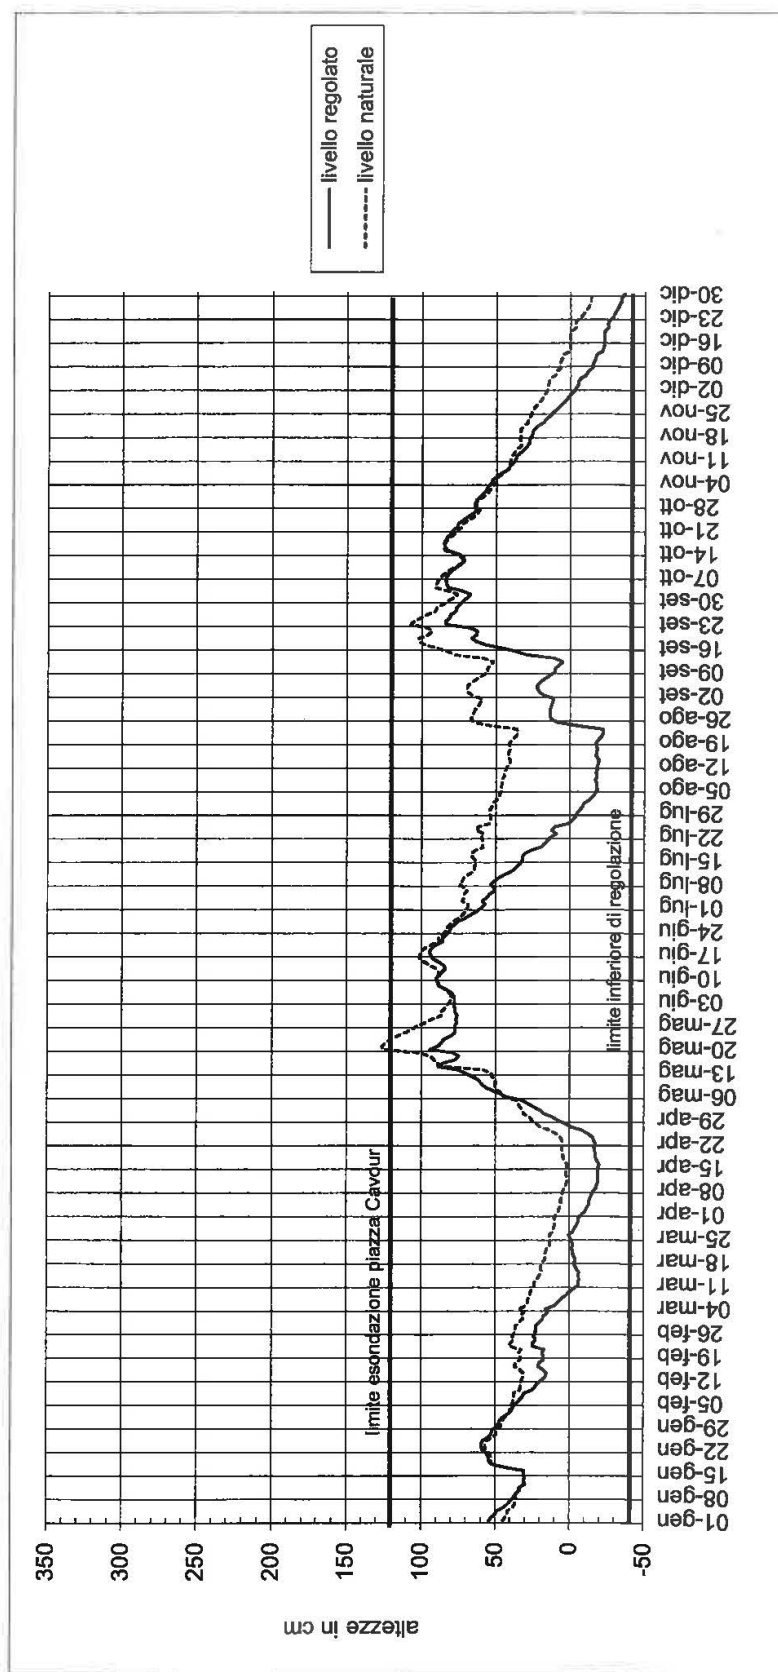 livello regolato
livello naturale
altezze in cm
350
300
250
200
150
100
50
0
-50
limite esondazione piazza Cavour
limite inferiore di regolazione
01-gen
08-gen
15-gen
22-gen
29-gen
05-feb
12-feb
19-feb
26-feb
04-mar
11-mar
18-mar
25-mar
01-apr
08-apr
15-apr
22-apr
29-apr
06-mag
13-mag
20-mag
27-mag
03-giu
10-giu
17-giu
24-giu
01-lug
08-lug
15-lug
22-lug
29-lug
05-ago
12-ago
19-ago
26-ago
02-set
09-set
16-set
23-set
30-set
07-ott
14-ott
21-ott
28-ott
04-nov
11-nov
18-nov
25-nov
02-dic
09-dic
16-dic
23-dic
30-dic